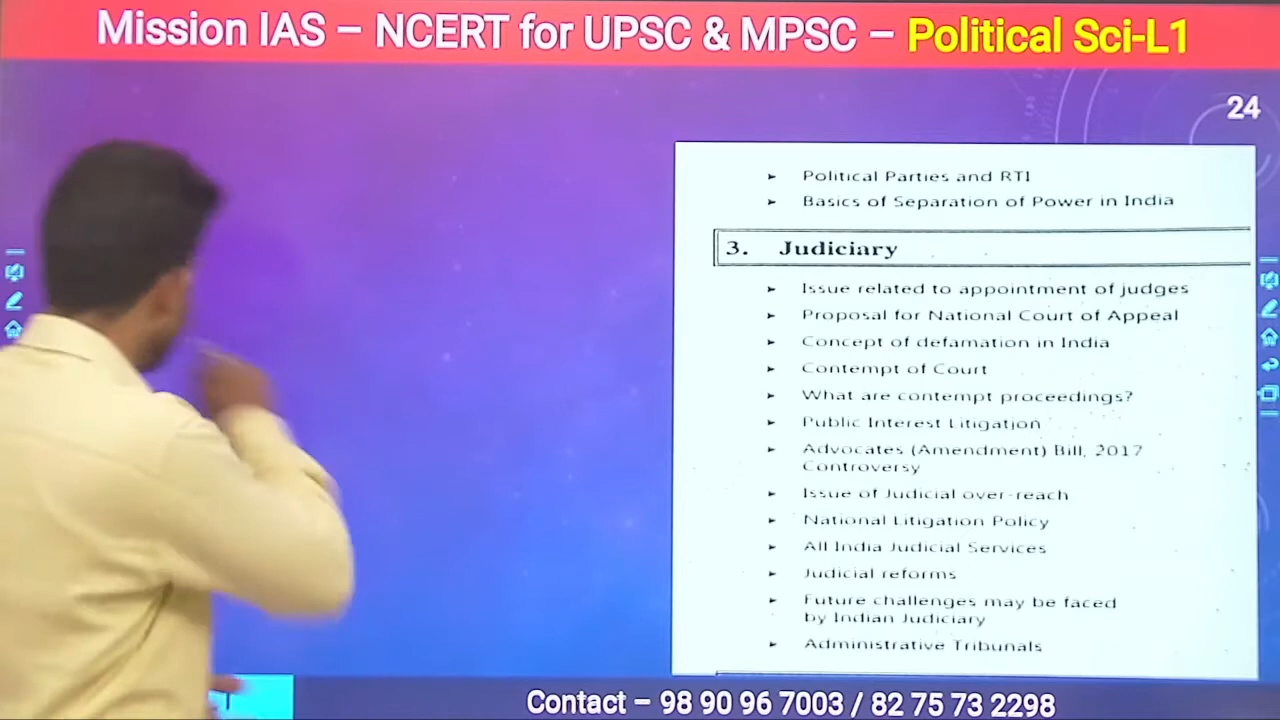 Mission IAS – NCERT for UPSC & MPSC – Political Sci-L1
24
➤ Political Parties and RTI
➤ Basics of Separation of Power in India
3. Judiciary
➤ Issue related to appointment of judges
➤ Proposal for National Court of Appeal
➤ Concept of defamation in India
➤ Contempt of Court
➤ What are contempt proceedings?
➤ Public Interest Litigation
➤ Advocates (Amendment) Bill, 2017
Controversy
➤ Issue of Judicial over-reach
➤ National Litigation Policy
➤ All India Judicial Services
➤ Judicial reforms
➤ Future challenges may be faced
by Indian Judiciary
➤ Administrative Tribunals
Contact – 98 90 96 7003 / 82 75 73 2298